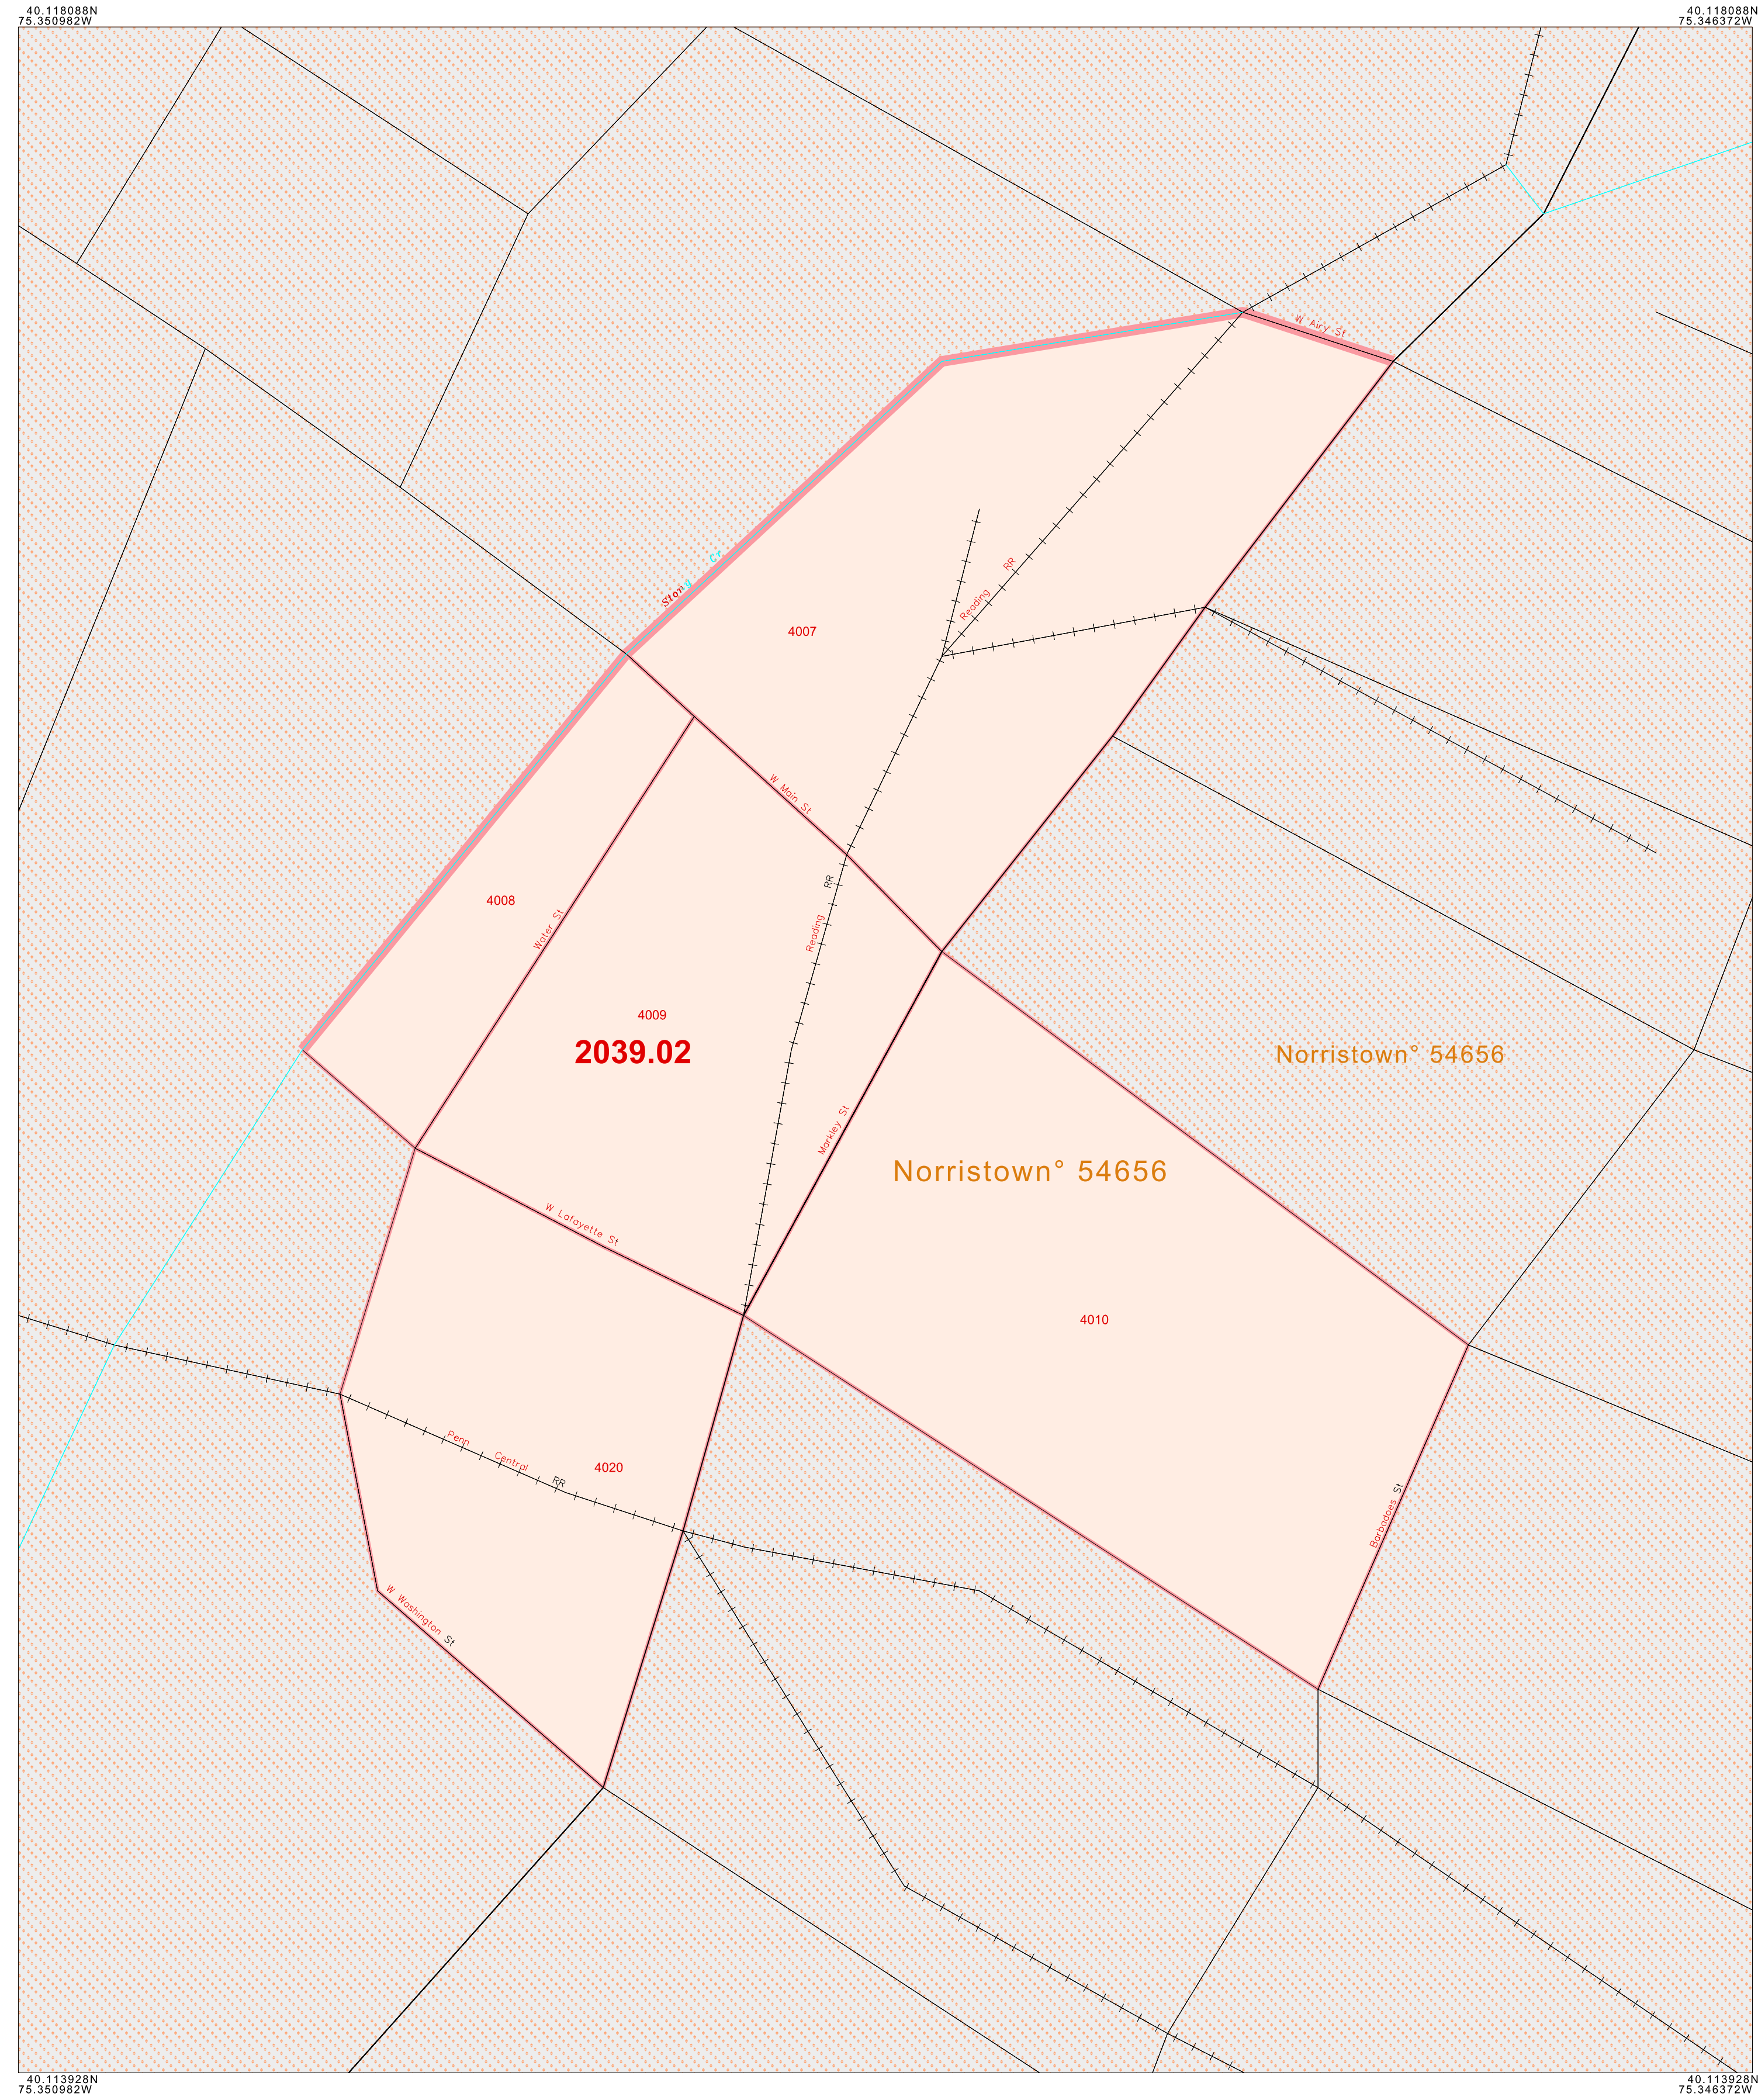 40.118088N
75.350982W
40.118088N
75.346372W
W Airy St
Stony Cr
Reading RR
4007
W Main St
Reading RR
4008
Water St
4009
2039.02
Norristown° 54656
Markley St
Norristown° 54656
W Lafayette St
4010
Penn Central RR
4020
Barbadoes St
W Washington St
40.113928N
75.350982W
40.113928N
75.346372W